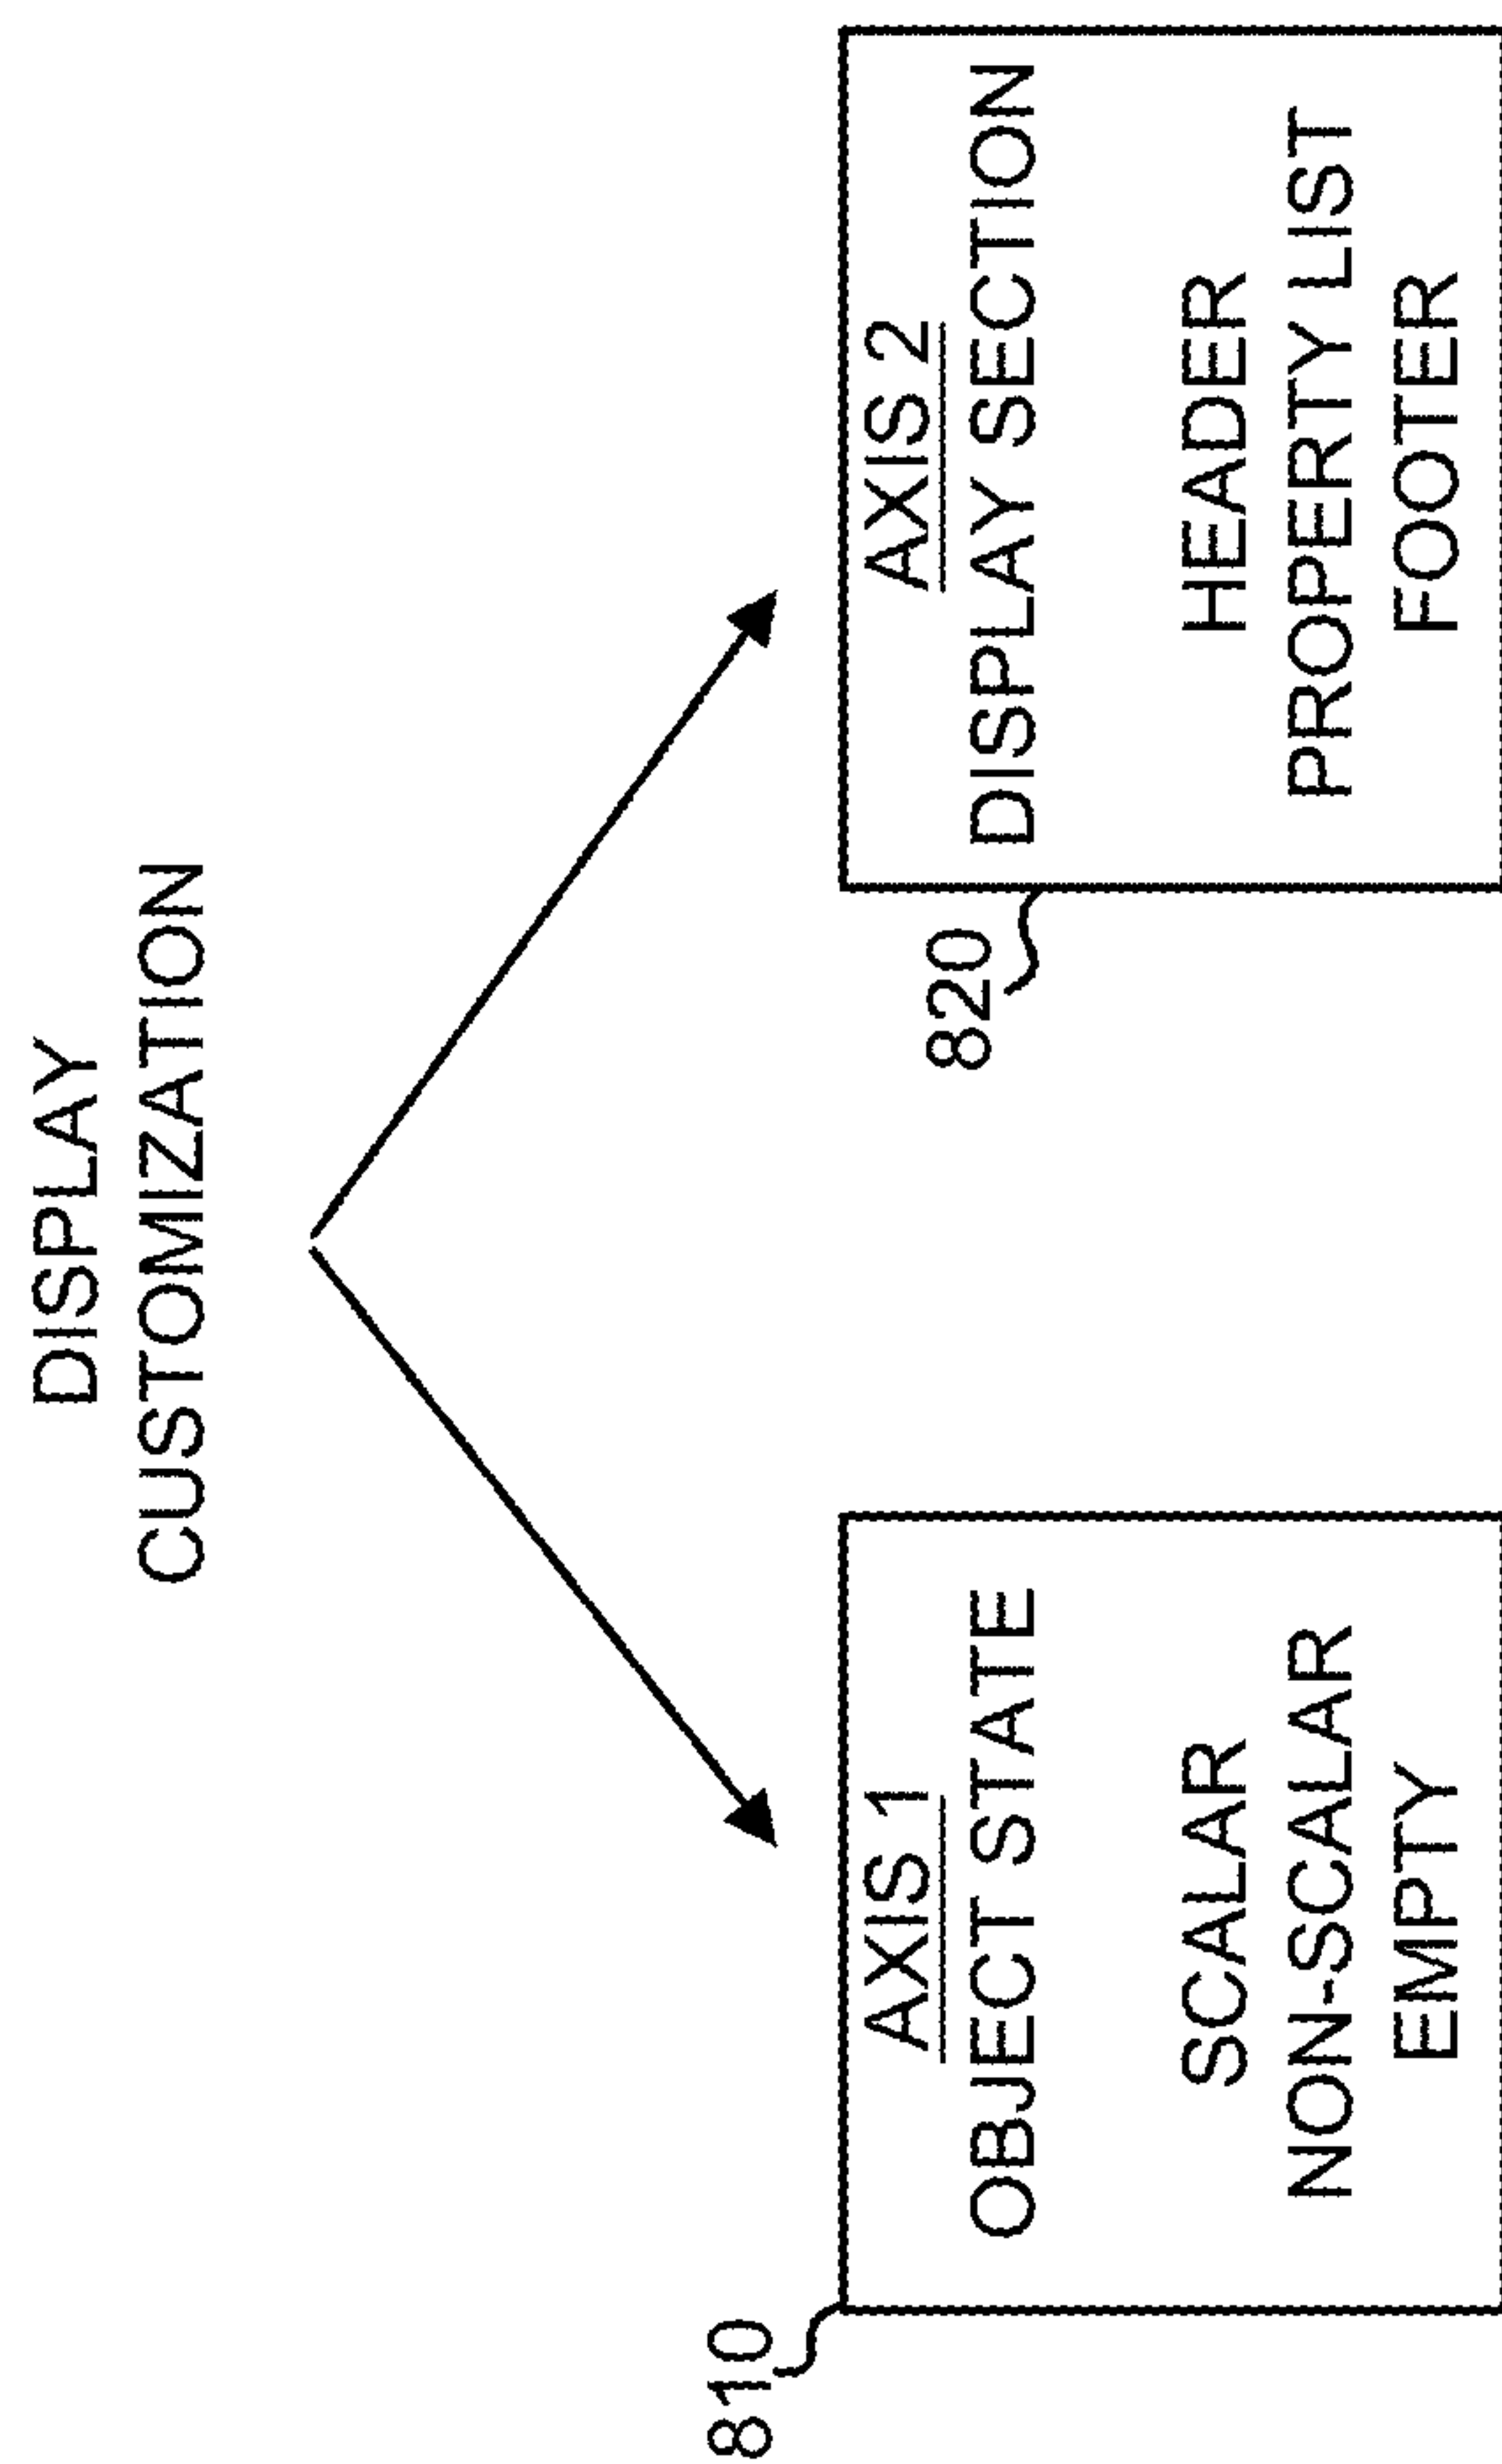 DISPLAY
CUSTOMIZATION
810
AXIS 1
OBJECT STATE
SCALAR
NON-SCALAR
EMPTY
820
AXIS 2
DISPLAY SECTION
HEADER
PROPERTY LIST
FOOTER